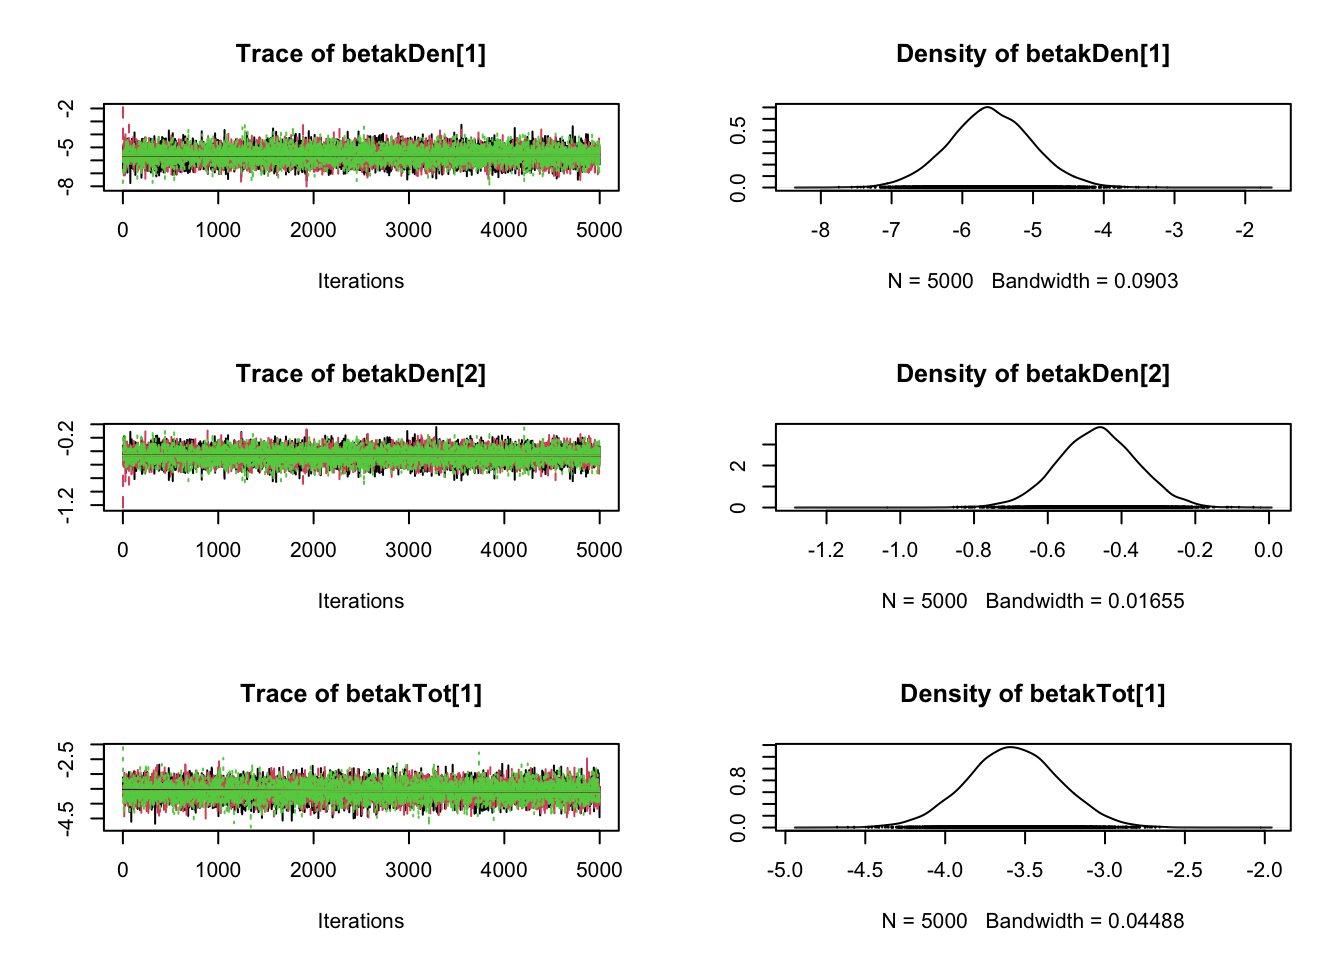 Trace of betakDen[1]
-2
-5
-8
0 1000 2000 3000 4000 5000
Iterations
Density of betakDen[1]
0.5
0.0
-8 -7 -6 -5 -4 -3 -2
N = 5000 Bandwidth = 0.0903
Trace of betakDen[2]
-0.2
-1.2
0 1000 2000 3000 4000 5000
Iterations
Density of betakDen[2]
2
0
-1.2 -1.0 -0.8 -0.6 -0.4 -0.2 0.0
N = 5000 Bandwidth = 0.01655
Trace of betakTot[1]
-2.5
-4.5
0 1000 2000 3000 4000 5000
Iterations
Density of betakTot[1]
0.8
0.0
-5.0 -4.5 -4.0 -3.5 -3.0 -2.5 -2.0
N = 5000 Bandwidth = 0.04488